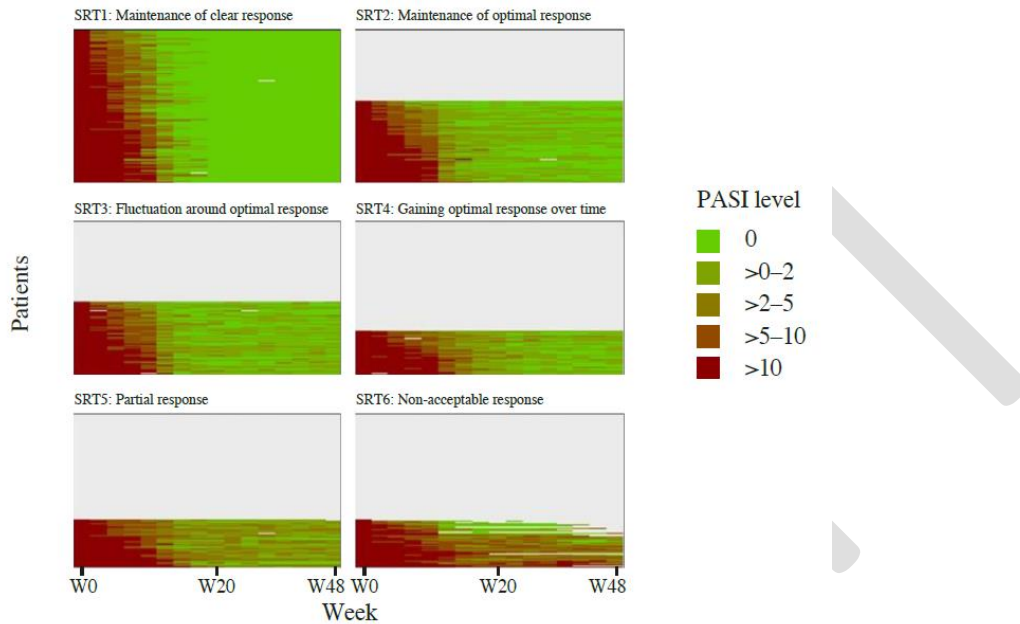 SRT1: Maintenance of clear response
SRT2: Maintenance of optimal response
SRT3: Fluctuation around optimal response
SRT4: Gaining optimal response over time
Patients
SRT5: Partial response
SRT6: Non-acceptable response
W0
W20
W48
W0
W20
W48
Week
PASI level
0
>0–2
>2–5
>5–10
>10